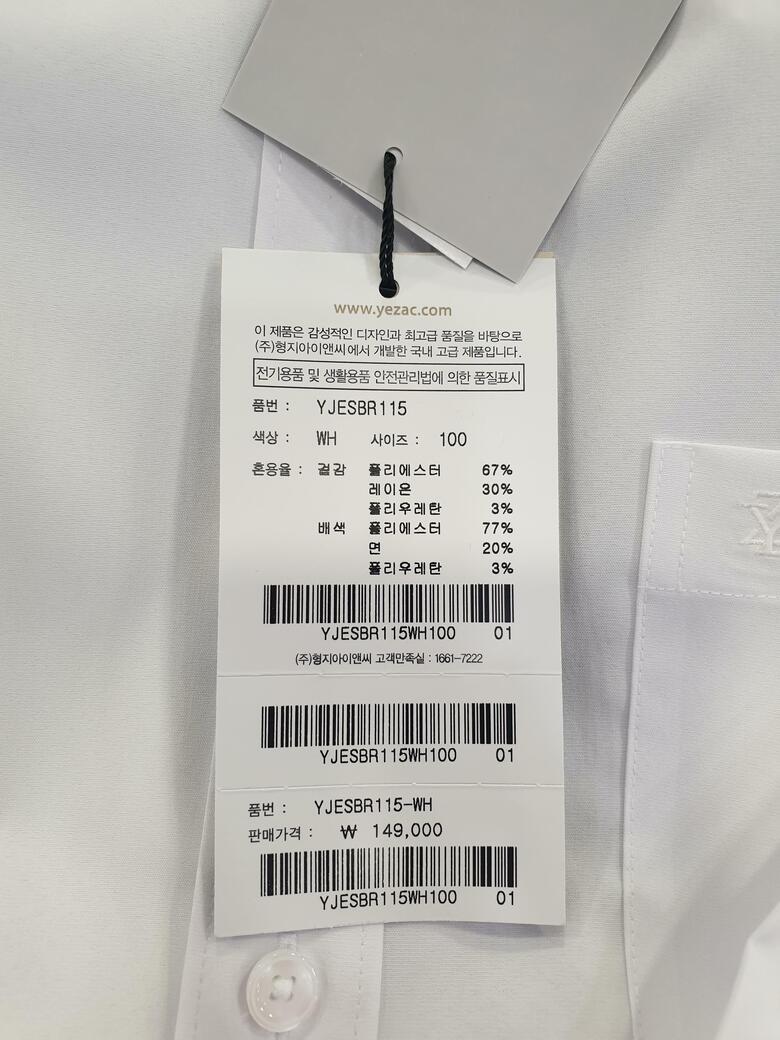 www.yezac.com
이 제품은 감성적인 디자인과 최고급 품질을 바탕으로
(주)형지아이앤씨에서 개발한 국내 고급 제품입니다.
전기용품 및 생활용품 안전관리법에 의한 품질표시
품번 : YJESBR115
색상 : WH 사이즈 : 100
혼용율 : 겉감 폴리에스터 67%
레이온 30%
폴리우레탄 3%
배색 폴리에스터 77%
면 20%
폴리우레탄 3%
YJESBR115WH100 01
(주)형지아이앤씨 고객만족실 : 1661-7222
YJESBR115WH100 01
품번 : YJESBR115-WH
판매가격 : ₩ 149,000
YJESBR115WH100 01